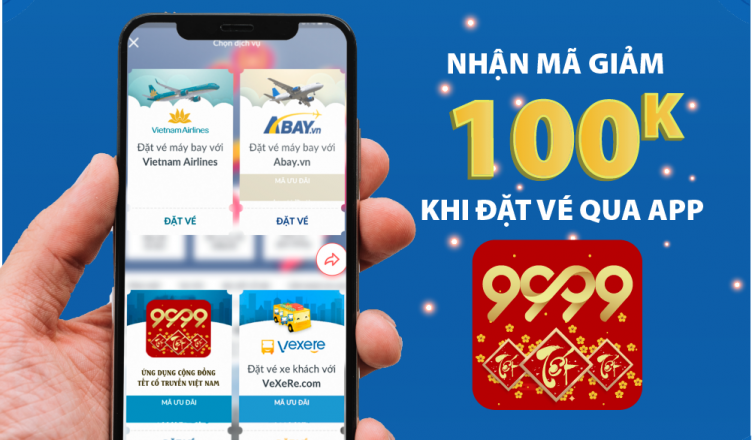 Chọn dịch vụ
Vietnam Airlines
ABAY.vn
Đặt vé máy bay với
Vietnam Airlines
Đặt vé máy bay với
Abay.vn
MÃ ƯU ĐÃI
ĐẶT VÉ
ĐẶT VÉ
9999
Tết
vexere
ỨNG DỤNG CỘNG ĐỒNG
TẾT CỔ TRUYỀN VIỆT NAM
Đặt vé xe khách với
VeXeRe.com
MÃ ƯU ĐÃI
MÃ ƯU ĐÃI
NHẬN MÃ GIẢM
100K
KHI ĐẶT VÉ QUA APP
9999
Tết Tết Tết